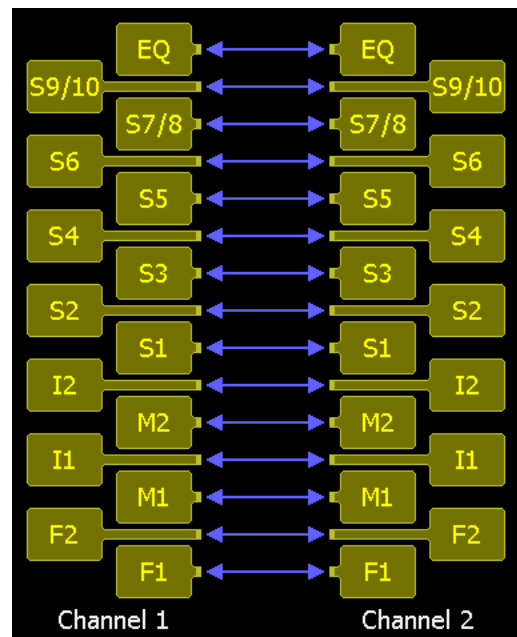 EQ EQ
S9/10 S9/10
S7/8 S7/8
S6 S6
S5 S5
S4 S4
S3 S3
S2 S2
S1 S1
I2 I2
M2 M2
I1 I1
M1 M1
F2 F2
F1 F1
Channel 1 Channel 2